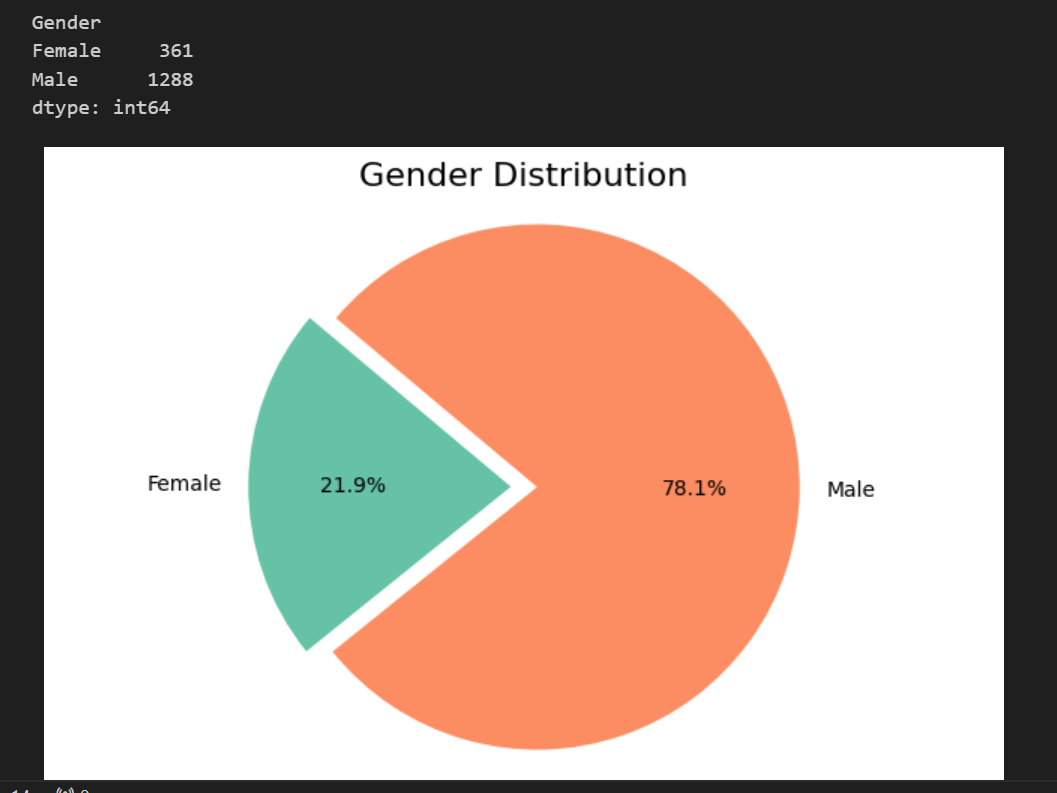 Gender
Female     361
Male      1288
dtype: int64
Gender Distribution
Female
21.9%
78.1%
Male